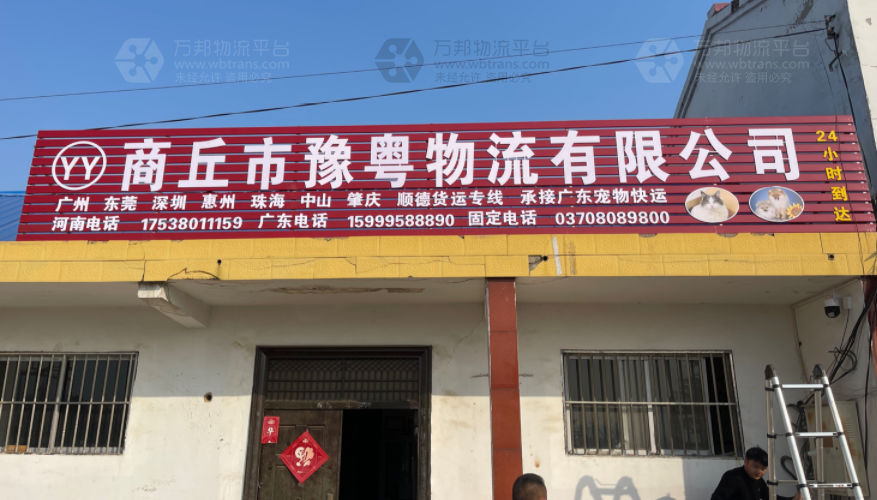 万邦物流平台
www.wbtrans.com
未经允许 盗用必究
万邦物流平台
www.wbtrans.com
未经允许 盗用必究
万邦物流平台
www.wbtrans.com
未经允许 盗用必究
YY 商丘市豫粤物流有限公司
广州 东莞 深圳 惠州 珠海 中山 肇庆 顺德货运专线 承接广东宠物快运
河南电话 17538011159 广东电话 15999588890 固定电话 03708089800
24小时到达
华